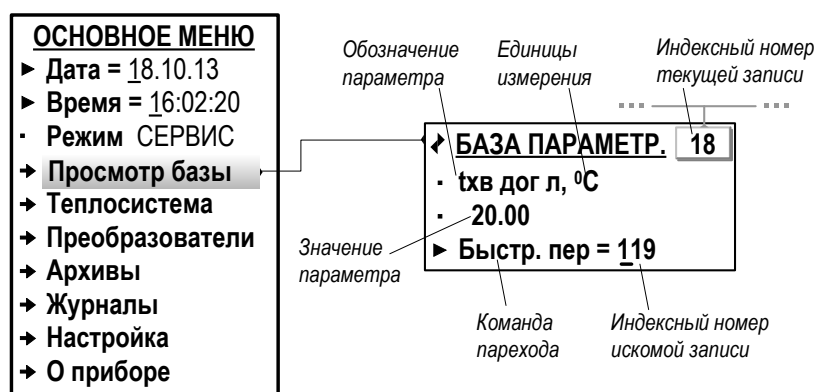 ОСНОВНОЕ МЕНЮ
Дата = 18.10.13
Время = 16:02:20
Режим СЕРВИС
Просмотр базы
Теплосистема
Преобразователи
Архивы
Журналы
Настройка
О приборе
Обозначение
параметра
Единицы
измерения
Индексный номер
текущей записи
БАЗА ПАРАМЕТР. 18
tхв дог л, ⁰С
20.00
Быстр. пер = 119
Значение
параметра
Команда
парехода
Индексный номер
искомой записи